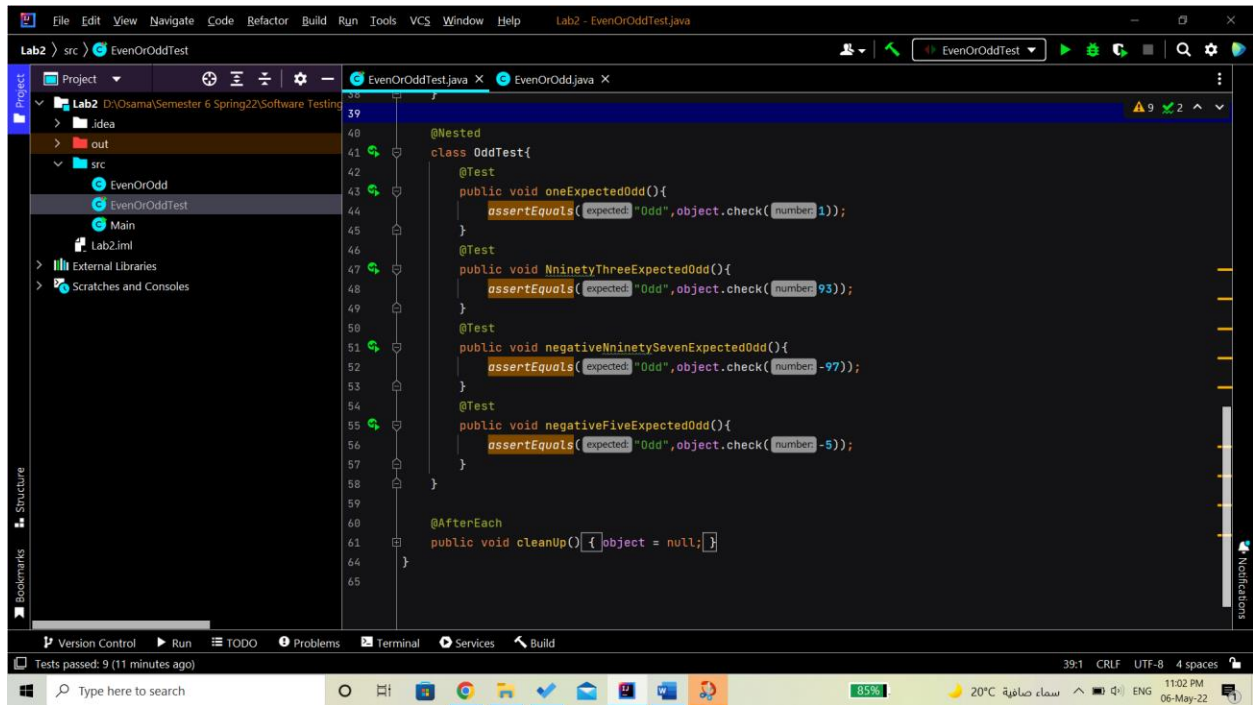 File Edit View Navigate Code Refactor Build Run Tools VCS Window Help Lab2 - EvenOrOddTest.java
Lab2 〉 src 〉 EvenOrOddTest EvenOrOddTest
Project EvenOrOddTest.java × EvenOrOdd.java ×
Project
Lab2 D:\Osama\Semester 6 Spring22\Software Testing
.idea
out
src
EvenOrOdd
EvenOrOddTest
Main
Lab2.iml
External Libraries
Scratches and Consoles
9 2
38 }
39
40 @Nested
41 class OddTest{
42 @Test
43 public void oneExpectedOdd(){
44 assertEquals( expected: "Odd",object.check( number: 1));
45 }
46 @Test
47 public void NninetyThreeExpectedOdd(){
48 assertEquals( expected: "Odd",object.check( number: 93));
49 }
50 @Test
51 public void negativeNninetySevenExpectedOdd(){
52 assertEquals( expected: "Odd",object.check( number: -97));
53 }
54 @Test
55 public void negativeFiveExpectedOdd(){
56 assertEquals( expected: "Odd",object.check( number: -5));
57 }
58 }
59
60 @AfterEach
61 public void cleanUp() { object = null; }
64 }
65
Structure
Bookmarks
Notifications
Version Control Run TODO Problems Terminal Services Build
Tests passed: 9 (11 minutes ago) 39:1 CRLF UTF-8 4 spaces
Type here to search 85% 20°C سماء صافية ENG 11:02 PM
06-May-22